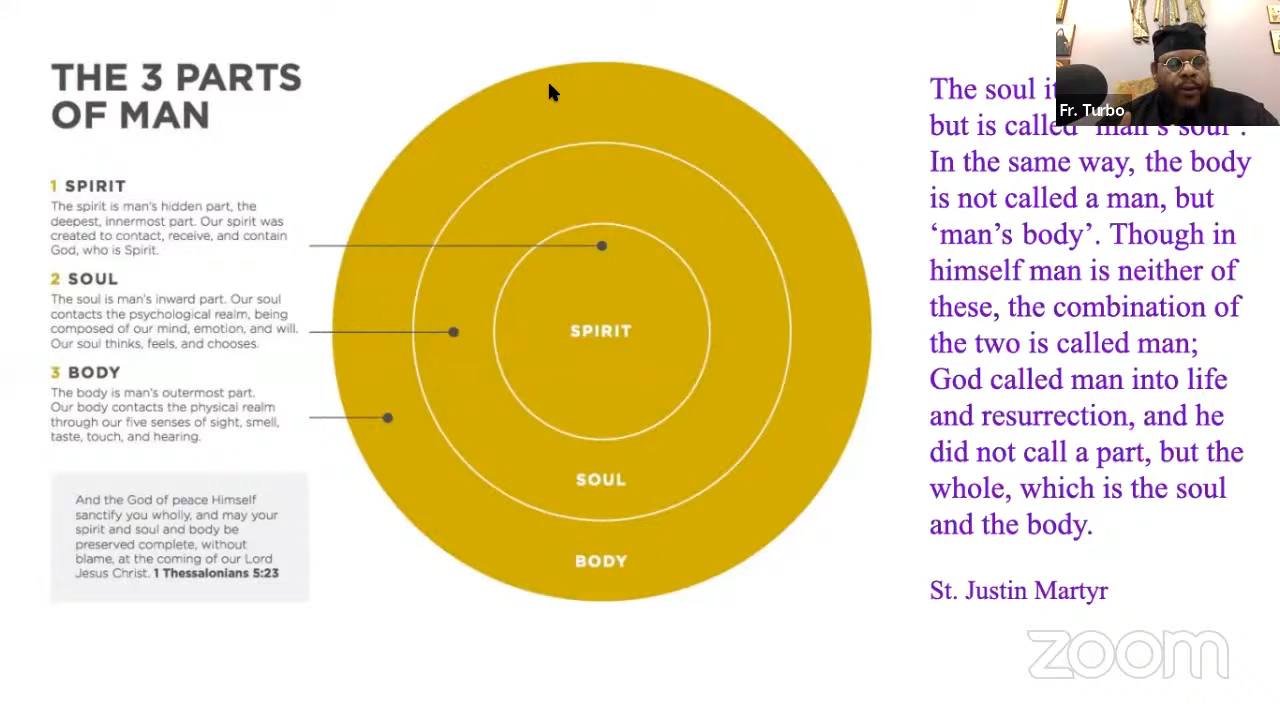 THE 3 PARTS
OF MAN
1 SPIRIT
The spirit is man's hidden part, the
deepest, innermost part. Our spirit was
created to contact, receive, and contain
God, who is Spirit.
2 SOUL
The soul is man's inward part. Our soul
contacts the psychological realm, being
composed of our mind, emotion, and will.
Our soul thinks, feels, and chooses.
3 BODY
The body is man's outermost part.
Our body contacts the physical realm
through our five senses of sight, smell,
taste, touch, and hearing.
And the God of peace Himself
sanctify you wholly, and may your
spirit and soul and body be
preserved complete, without
blame, at the coming of our Lord
Jesus Christ. 1 Thessalonians 5:23
SPIRIT
SOUL
BODY
The soul
but is called "man's soul".
In the same way, the body
is not called a man, but
‘man’s body’. Though in
himself man is neither of
these, the combination of
the two is called man;
God called man into life
and resurrection, and he
did not call a part, but the
whole, which is the soul
and the body.
St. Justin Martyr
Fr. Turbo
zoom